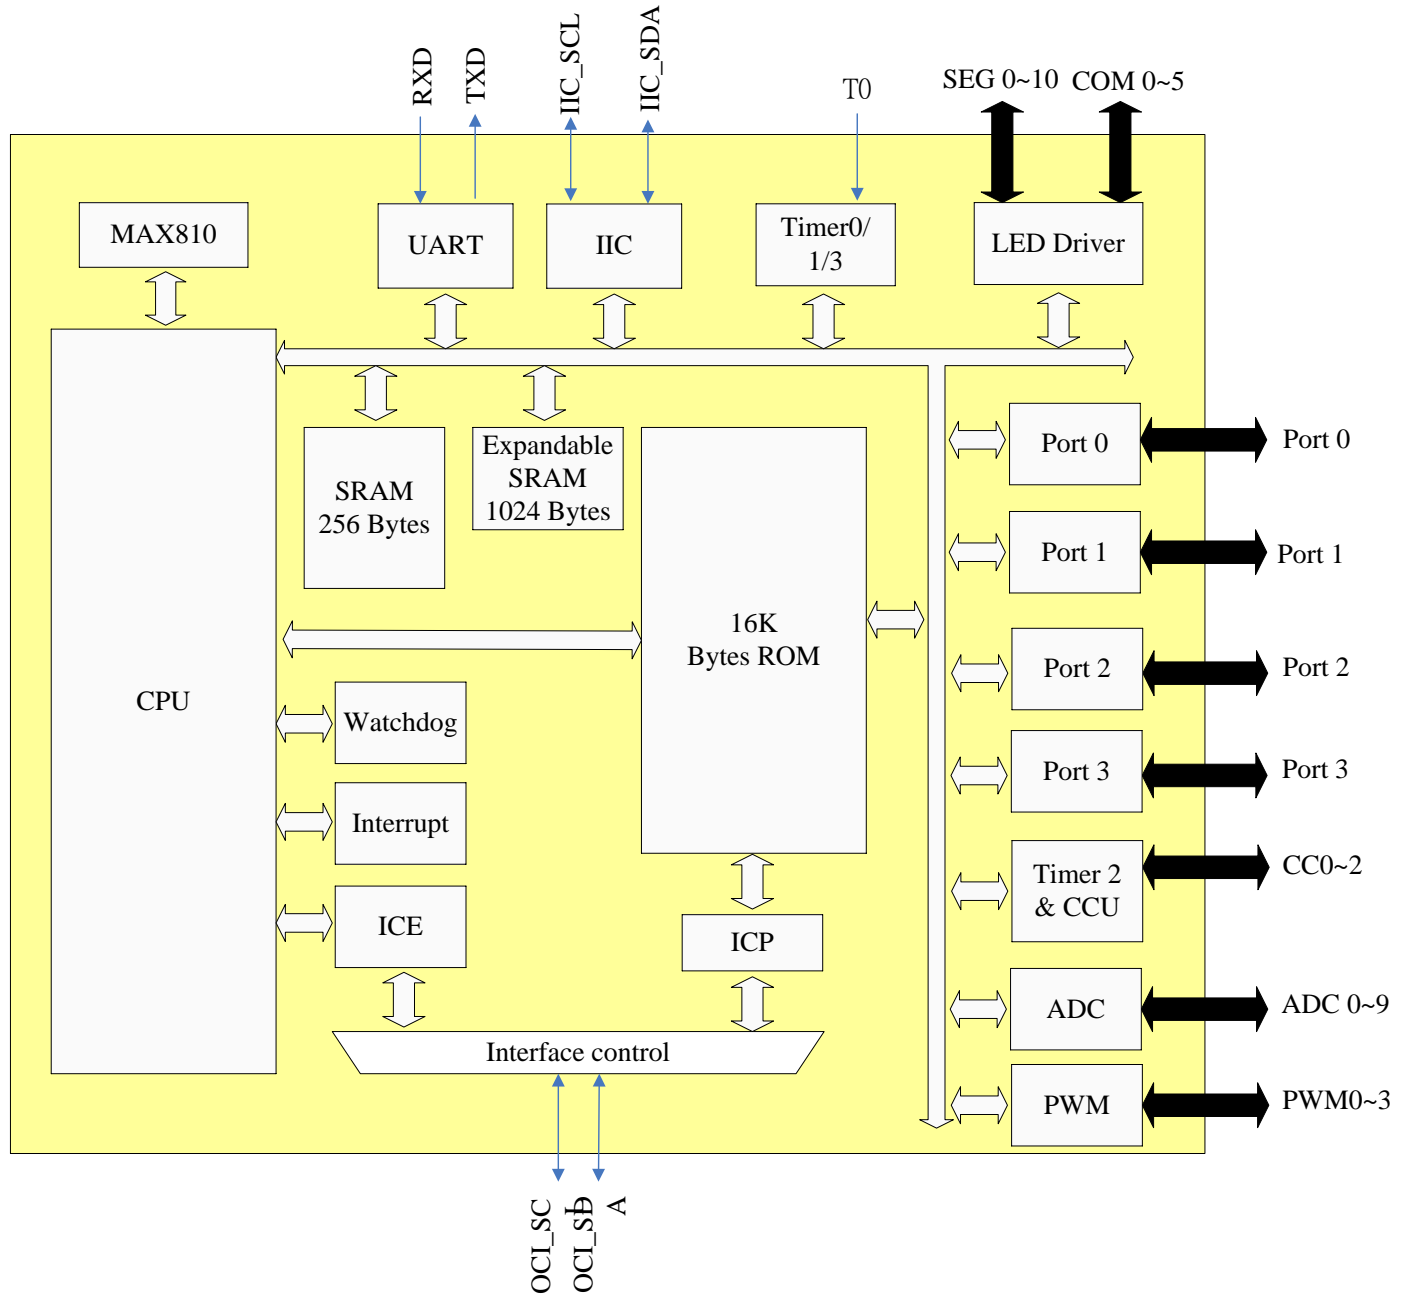 RXD
TXD
IIC_SCL
IIC_SDA
T0
SEG 0~10
COM 0~5
MAX810
UART
IIC
Timer0/
1/3
LED Driver
SRAM
256 Bytes
Expandable
SRAM
1024 Bytes
16K
Bytes ROM
CPU
Watchdog
Interrupt
ICE
ICP
Interface control
Port 0
Port 0
Port 1
Port 1
Port 2
Port 2
Port 3
Port 3
Timer 2
& CCU
CC0~2
ADC
ADC 0~9
PWM
PWM0~3
OCI_SC
L
OCI_SD
A